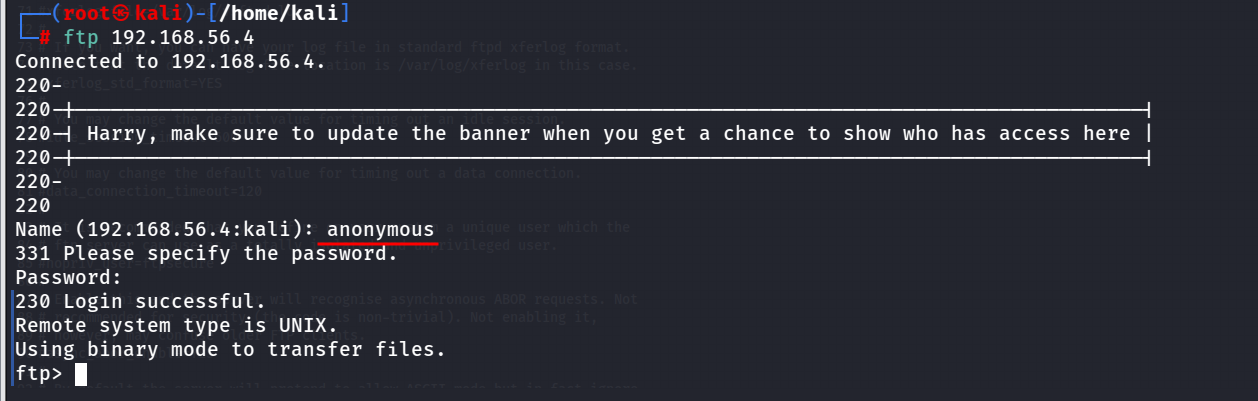 ┌──(root㉿kali)-[/home/kali]
└─# ftp 192.168.56.4
Connected to 192.168.56.4.
220-
220-|─────────────────────────────────────────────────────────────────────────────────────────|
220-| Harry, make sure to update the banner when you get a chance to show who has access here |
220-|─────────────────────────────────────────────────────────────────────────────────────────|
220-
220
Name (192.168.56.4:kali): anonymous
331 Please specify the password.
Password:
230 Login successful.
Remote system type is UNIX.
Using binary mode to transfer files.
ftp>